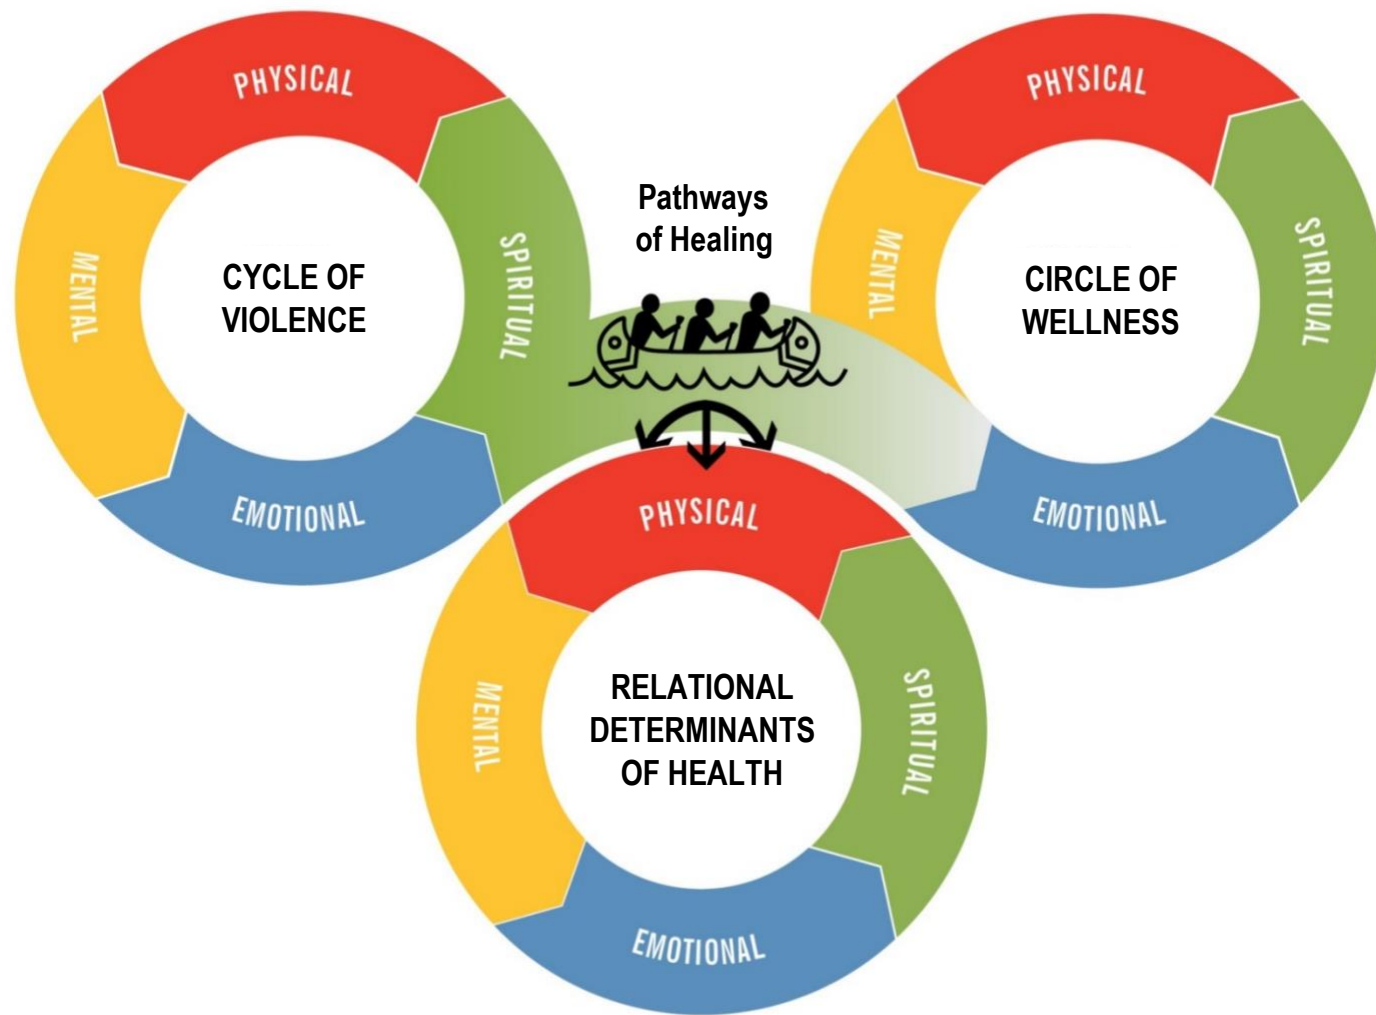 PHYSICAL
MENTAL
SPIRITUAL
EMOTIONAL
CYCLE OF
VIOLENCE
Pathways
of Healing
PHYSICAL
MENTAL
SPIRITUAL
EMOTIONAL
CIRCLE OF
WELLNESS
PHYSICAL
MENTAL
SPIRITUAL
EMOTIONAL
RELATIONAL
DETERMINANTS
OF HEALTH